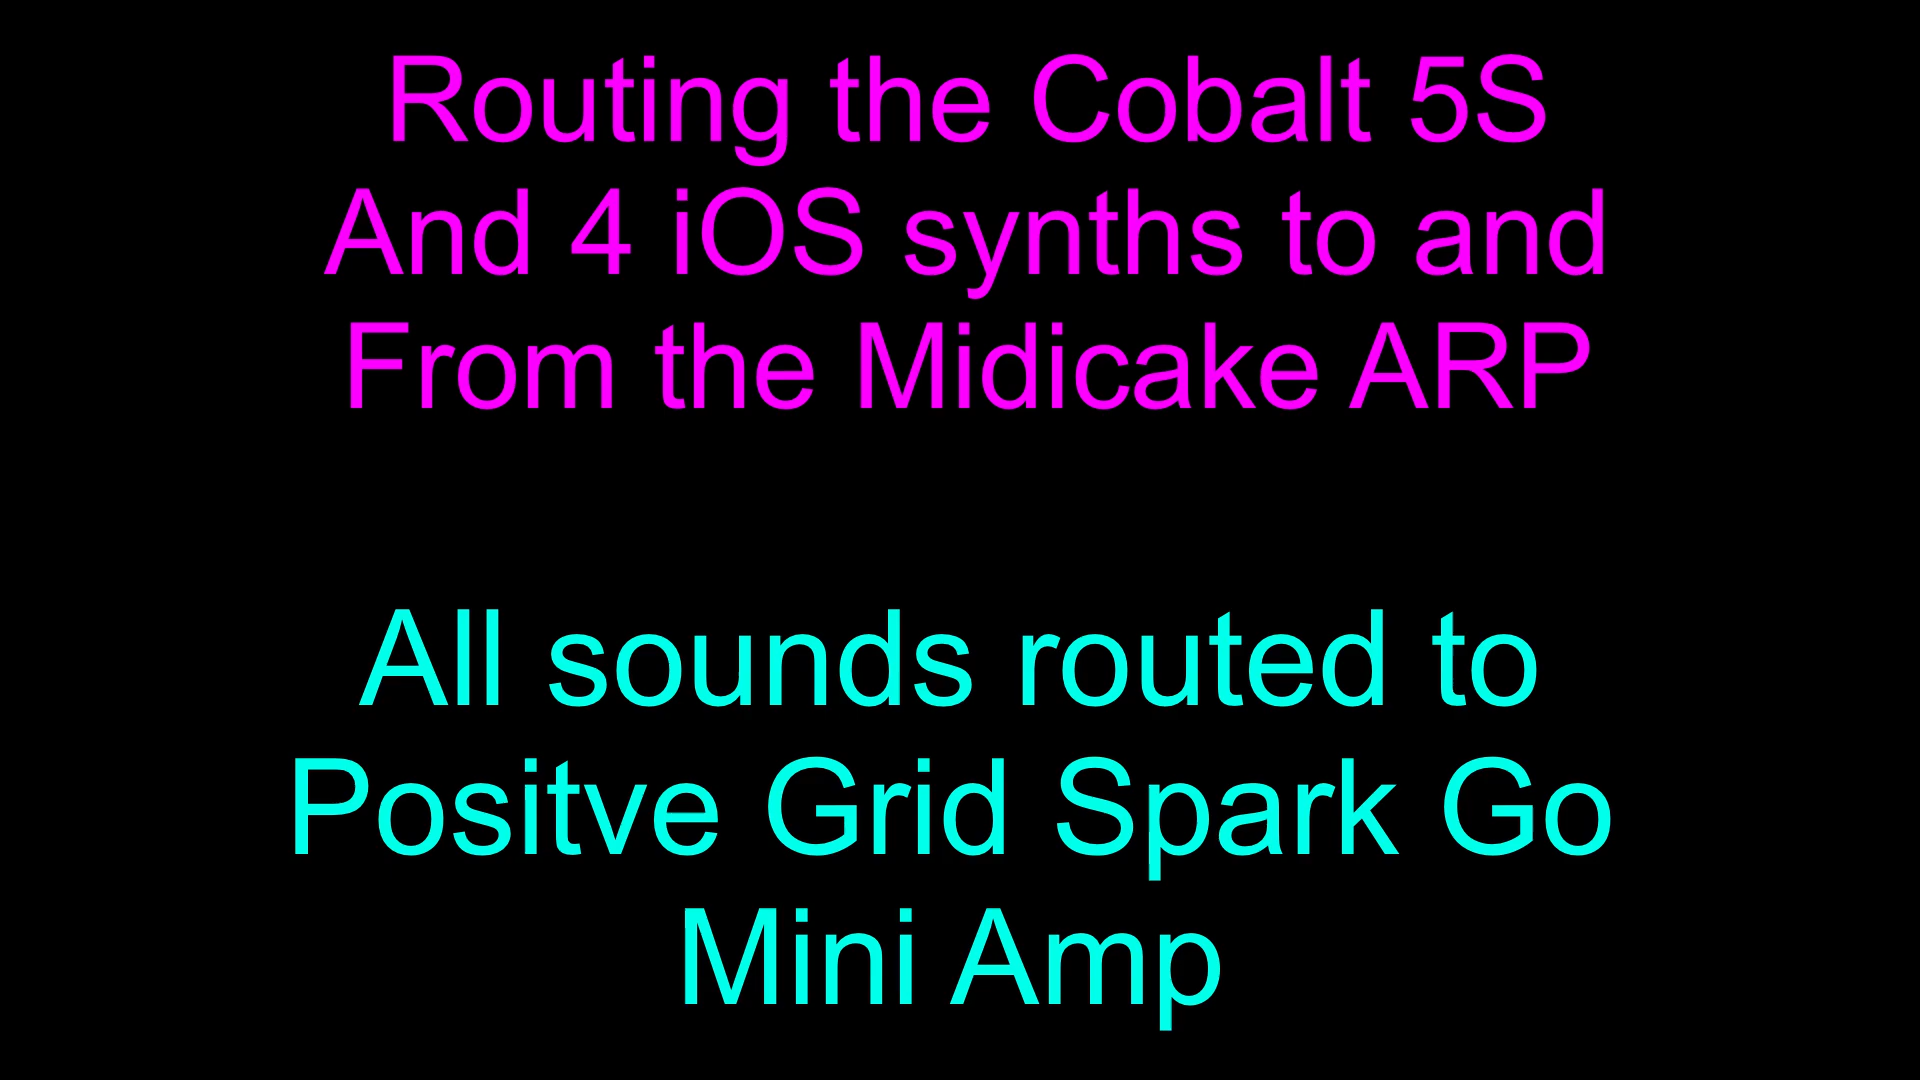 Routing the Cobalt 5S
And 4 iOS synths to and
From the Midicake ARP
All sounds routed to
Positve Grid Spark Go
Mini Amp